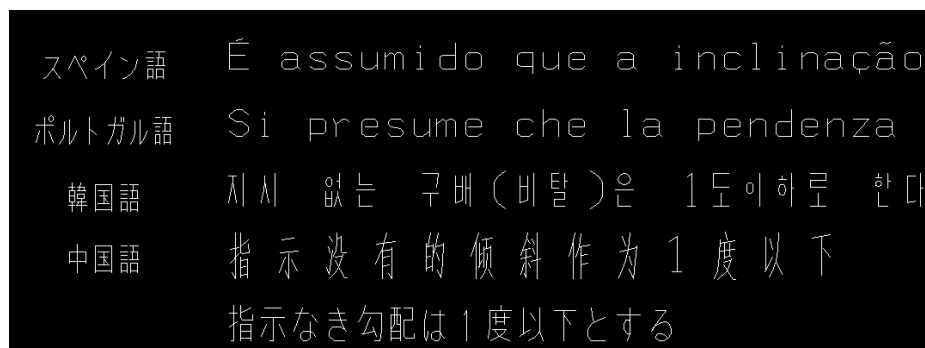 スペイン語 É assumido que a inclinação
ポルトガル語 Si presume che la pendenza
韓国語 지시 없는 구배(비탈)은 1도이하로 한다
中国語 指示没有的倾斜作为1度以下
指示なき勾配は1度以下とする